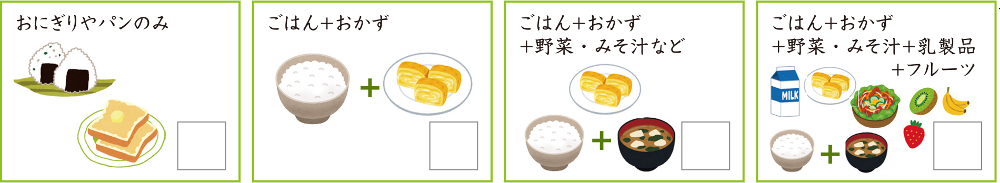 おにぎりやパンのみ
ごはん+おかず
ごはん+おかず
+野菜・みそ汁など
ごはん+おかず
+野菜・みそ汁+乳製品
+フルーツ
MILK